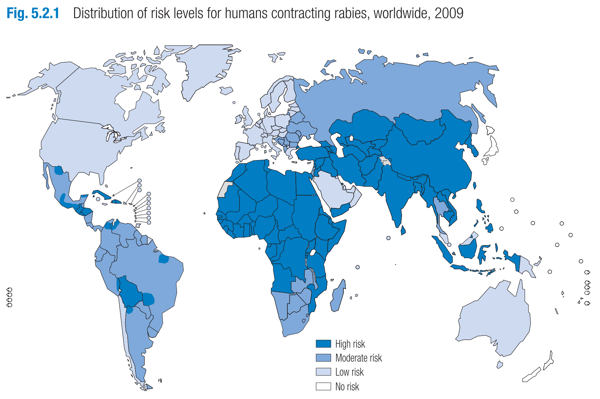 Fig. 5.2.1 Distribution of risk levels for humans contracting rabies, worldwide, 2009
High risk
Moderate risk
Low risk
No risk